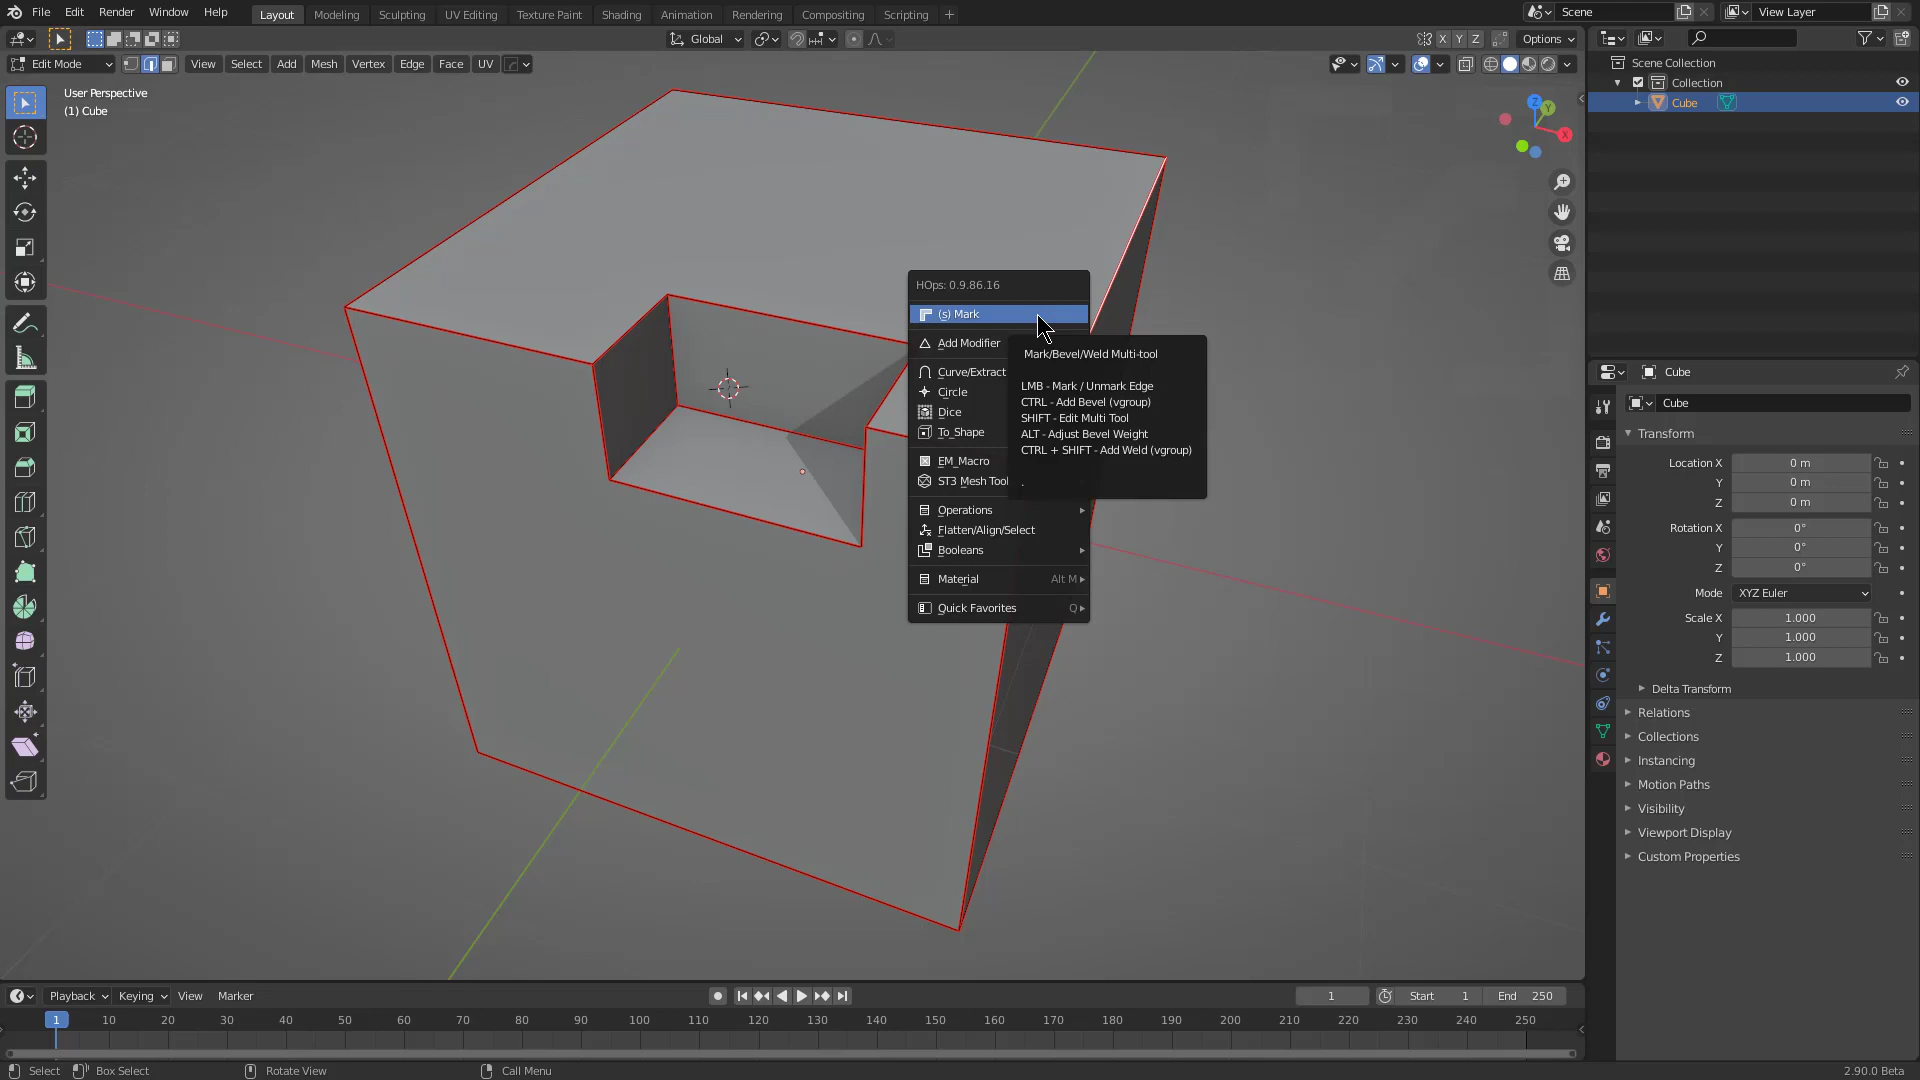 File Edit Render Window Help Layout Modeling Sculpting UV Editing Texture Paint Shading Animation Rendering Compositing Scripting + Scene View Layer
Global X Y Z Options
Edit Mode View Select Add Mesh Vertex Edge Face UV
User Perspective
(1) Cube
Z Y X
Scene Collection
Collection
Cube
HOps: 0.9.86.16
(s) Mark
Add Modifier
Curve/Extract
Circle
Dice
To_Shape
EM_Macro
ST3 Mesh Tool
Operations
Flatten/Align/Select
Booleans
Material Alt M
Quick Favorites Q
Mark/Bevel/Weld Multi-tool
LMB - Mark / Unmark Edge
CTRL - Add Bevel (vgroup)
SHIFT - Edit Multi Tool
ALT - Adjust Bevel Weight
CTRL + SHIFT - Add Weld (vgroup)
.
Cube
Cube
Transform
Location X 0 m
Y 0 m
Z 0 m
Rotation X 0°
Y 0°
Z 0°
Mode XYZ Euler
Scale X 1.000
Y 1.000
Z 1.000
Delta Transform
Relations
Collections
Instancing
Motion Paths
Visibility
Viewport Display
Custom Properties
Playback Keying View Marker 1 Start 1 End 250
1 10 20 30 40 50 60 70 80 90 100 110 120 130 140 150 160 170 180 190 200 210 220 230 240 250
Select Box Select Rotate View Call Menu 2.90.0 Beta